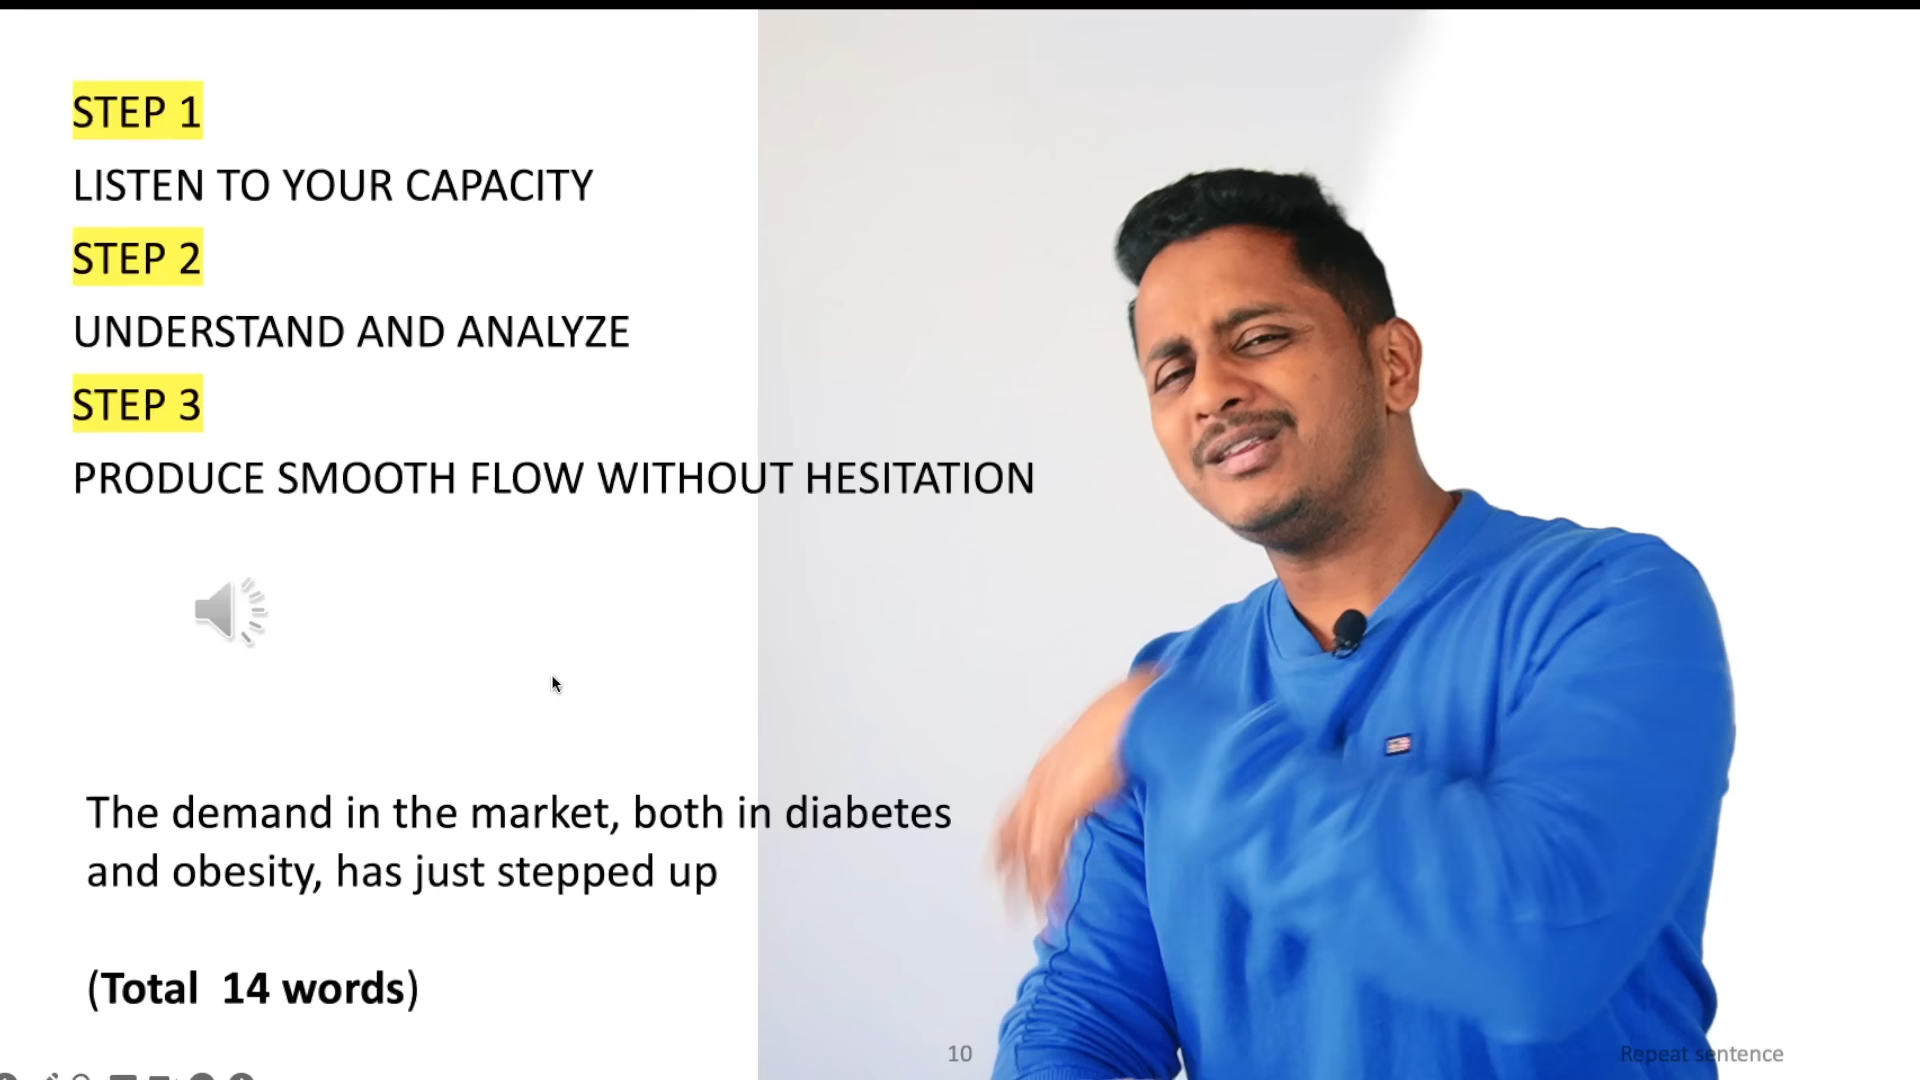 STEP 1
LISTEN TO YOUR CAPACITY
STEP 2
UNDERSTAND AND ANALYZE
STEP 3
PRODUCE SMOOTH FLOW WITHOUT HESITATION
The demand in the market, both in diabetes
and obesity, has just stepped up
(Total 14 words)
10
Repeat sentence